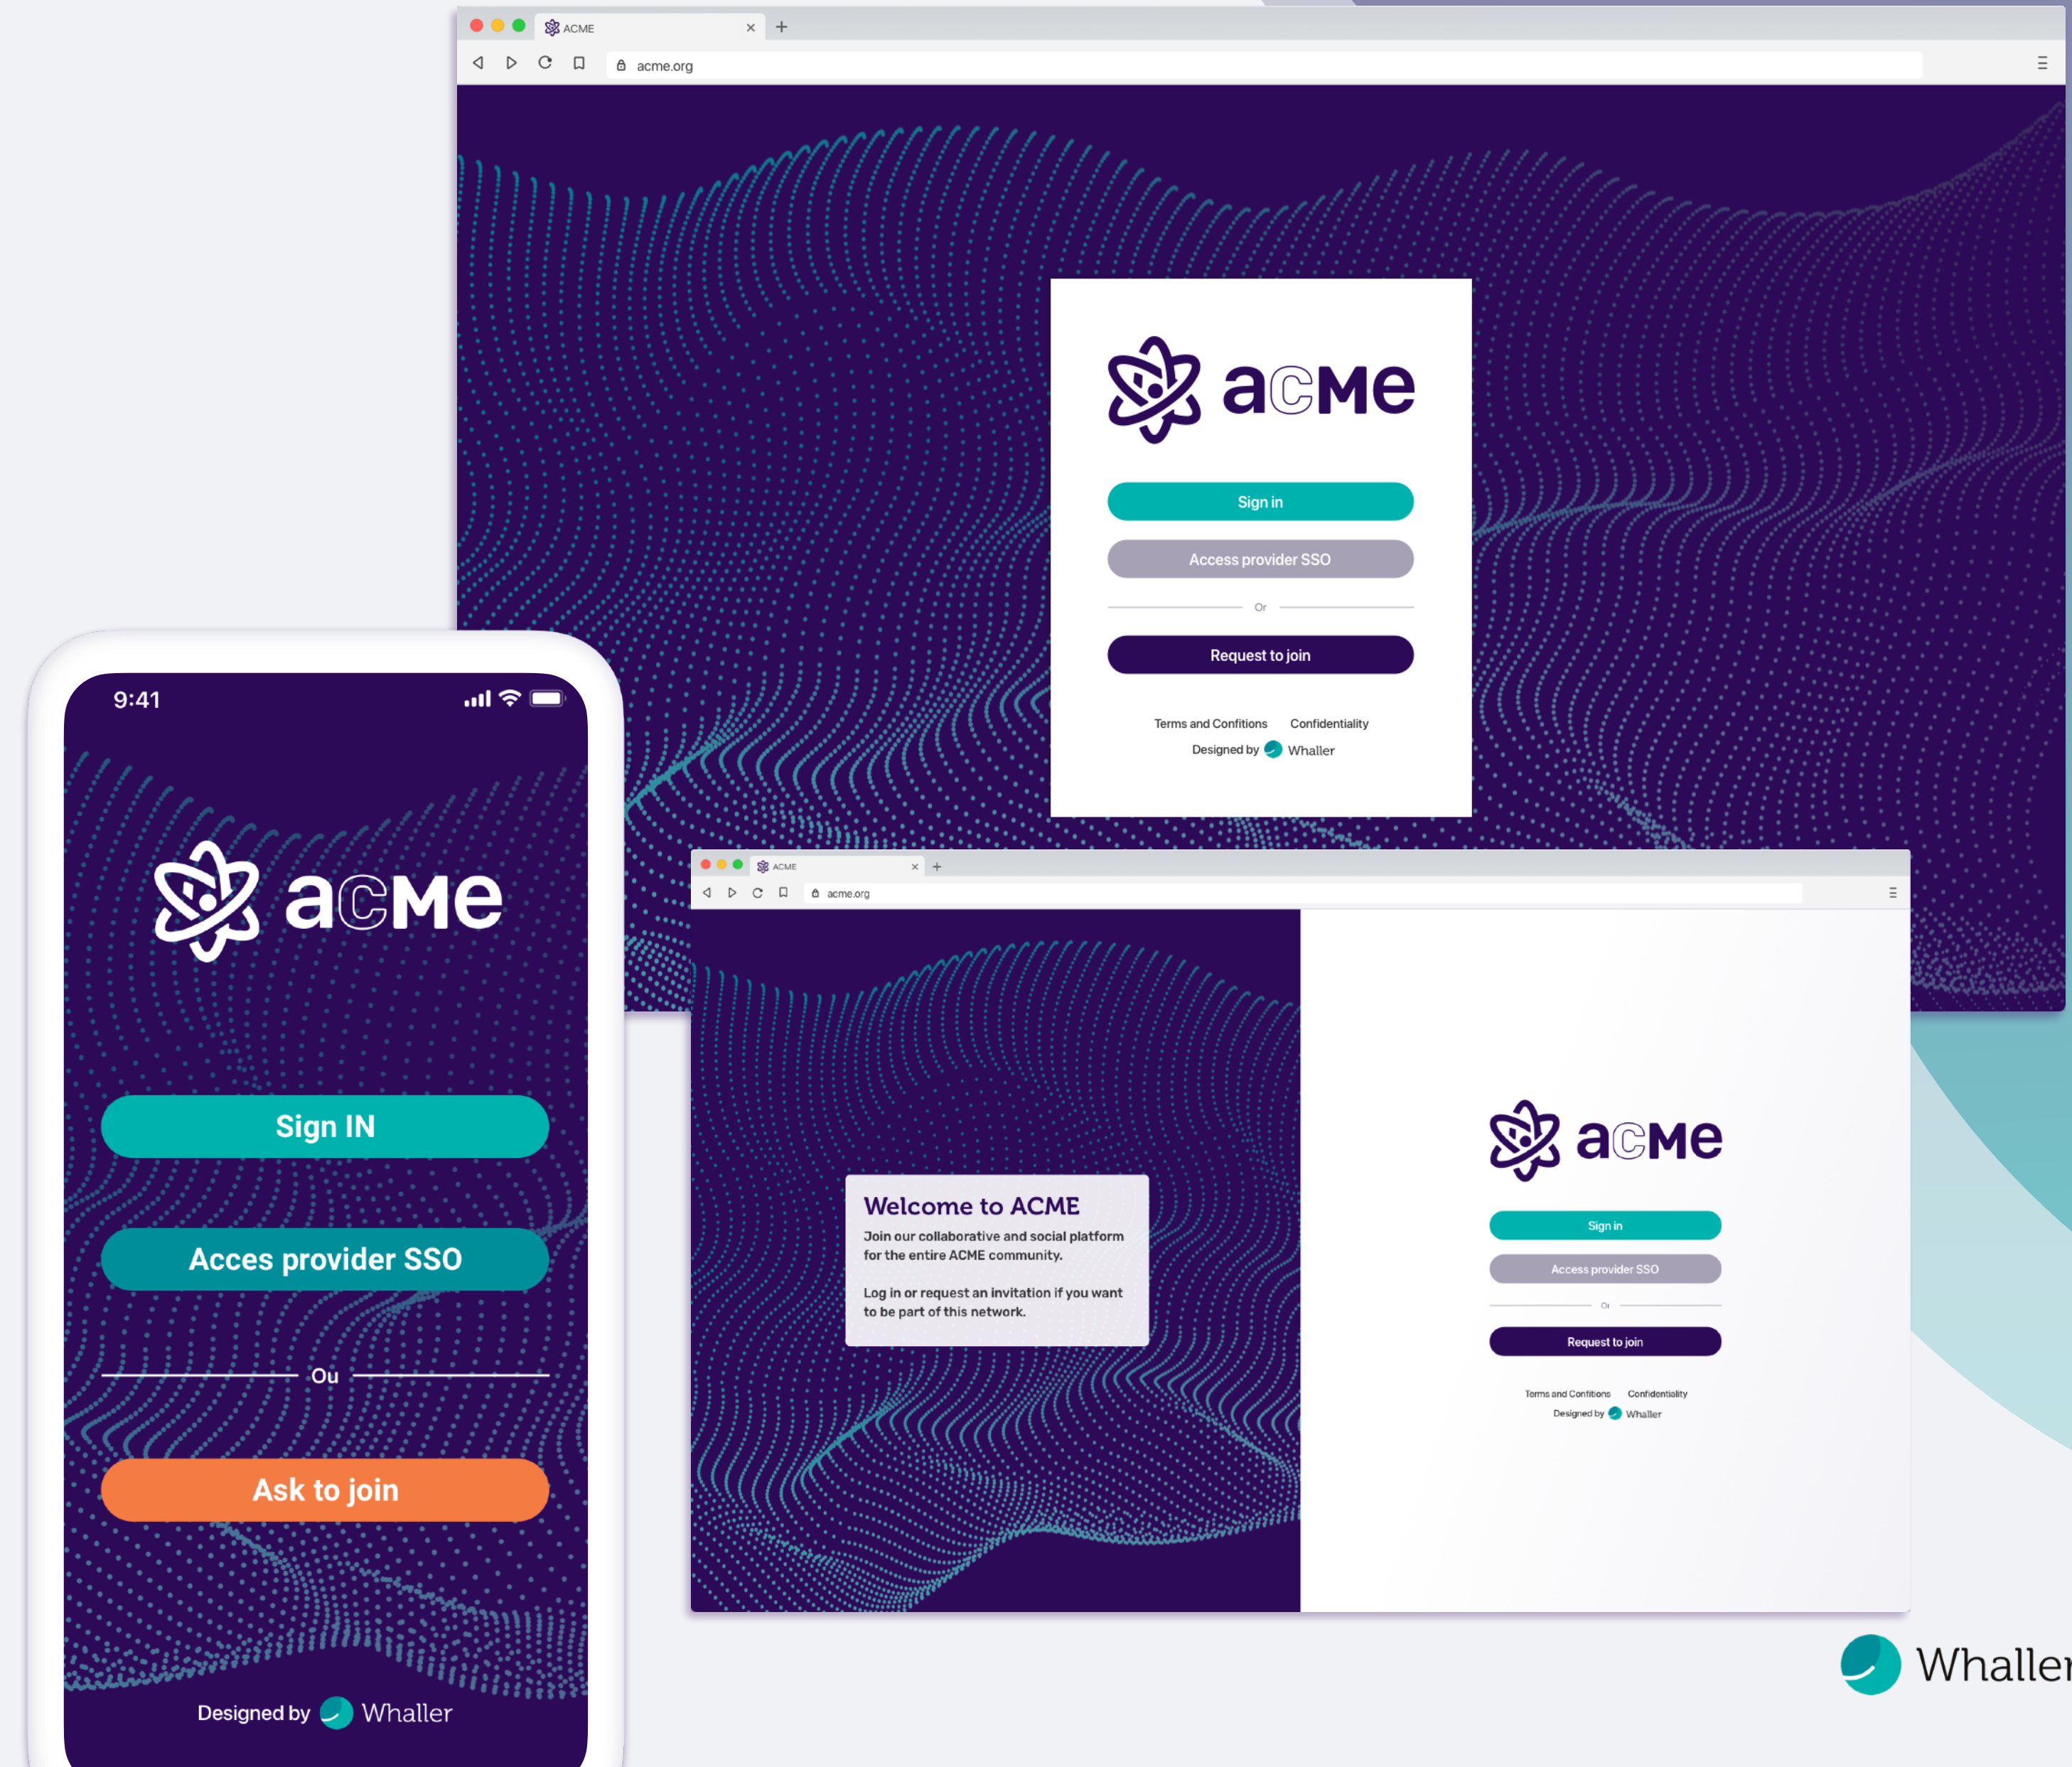 ACME
acme.org
acme
Sign in
Access provider SSO
Or
Request to join
Terms and Confitions Confidentiality
Designed by Whaller
9:41
acme
Sign IN
Acces provider SSO
Ou
Ask to join
Designed by Whaller
ACME
acme.org
Welcome to ACME
Join our collaborative and social platform
for the entire ACME community.
Log in or request an invitation if you want
to be part of this network.
acme
Sign in
Access provider SSO
Or
Request to join
Terms and Confitions Confidentiality
Designed by Whaller
Whaller